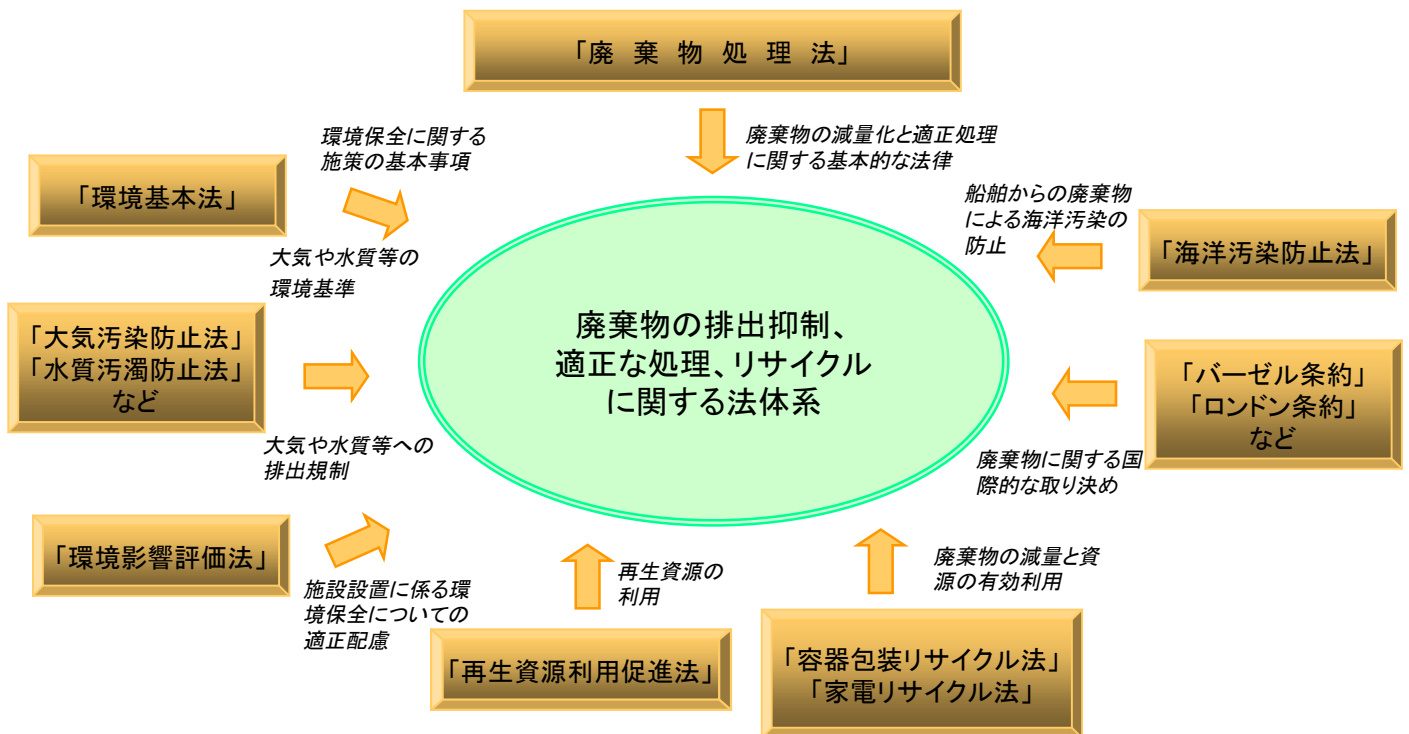 「廃 棄 物 処 理 法」
廃棄物の減量化と適正処理
に関する基本的な法律
環境保全に関する
施策の基本事項
「環境基本法」
大気や水質等の
環境基準
船舶からの廃棄物
による海洋汚染の
防止
「海洋汚染防止法」
廃棄物の排出抑制、
適正な処理、リサイクル
に関する法体系
「大気汚染防止法」
「水質汚濁防止法」
など
大気や水質等への
排出規制
「バーゼル条約」
「ロンドン条約」
など
廃棄物に関する国
際的な取り決め
「環境影響評価法」
施設設置に係る環
境保全についての
適正配慮
再生資源の
利用
「再生資源利用促進法」
廃棄物の減量と資
源の有効利用
「容器包装リサイクル法」
「家電リサイクル法」